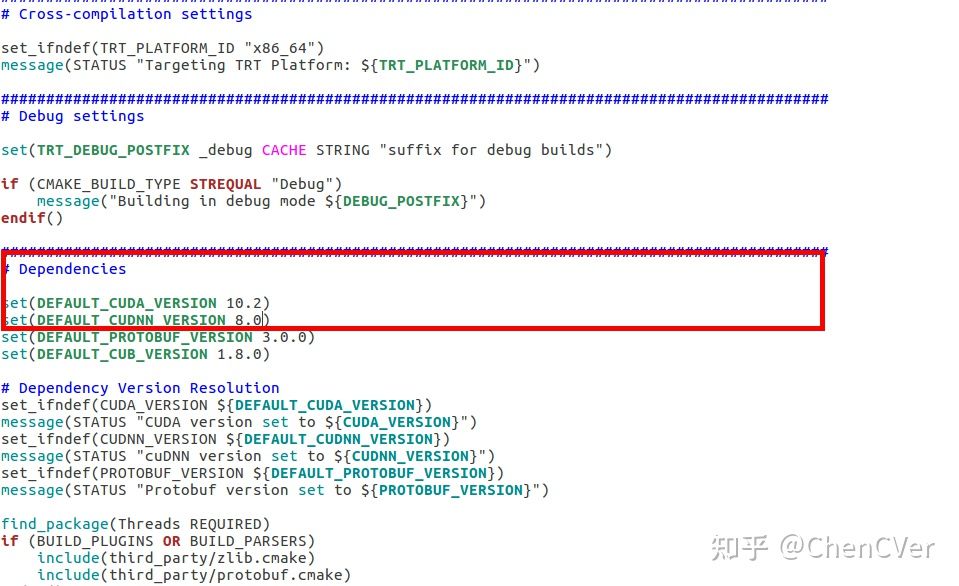 ##############################################################################################
# Cross-compilation settings
set_ifndef(TRT_PLATFORM_ID "x86_64")
message(STATUS "Targeting TRT Platform: ${TRT_PLATFORM_ID}")
############################################################################################
# Debug settings
set(TRT_DEBUG_POSTFIX _debug CACHE STRING "suffix for debug builds")
if (CMAKE_BUILD_TYPE STREQUAL "Debug")
    message("Building in debug mode ${DEBUG_POSTFIX}")
endif()
############################################################################################
# Dependencies
set(DEFAULT_CUDA_VERSION 10.2)
set(DEFAULT_CUDNN_VERSION 8.0)
set(DEFAULT_PROTOBUF_VERSION 3.0.0)
set(DEFAULT_CUB_VERSION 1.8.0)
# Dependency Version Resolution
set_ifndef(CUDA_VERSION ${DEFAULT_CUDA_VERSION})
message(STATUS "CUDA version set to ${CUDA_VERSION}")
set_ifndef(CUDNN_VERSION ${DEFAULT_CUDNN_VERSION})
message(STATUS "cuDNN version set to ${CUDNN_VERSION}")
set_ifndef(PROTOBUF_VERSION ${DEFAULT_PROTOBUF_VERSION})
message(STATUS "Protobuf version set to ${PROTOBUF_VERSION}")
find_package(Threads REQUIRED)
if (BUILD_PLUGINS OR BUILD_PARSERS)
    include(third_party/zlib.cmake)
    include(third_party/protobuf.cmake)
知乎 @ChenCVer